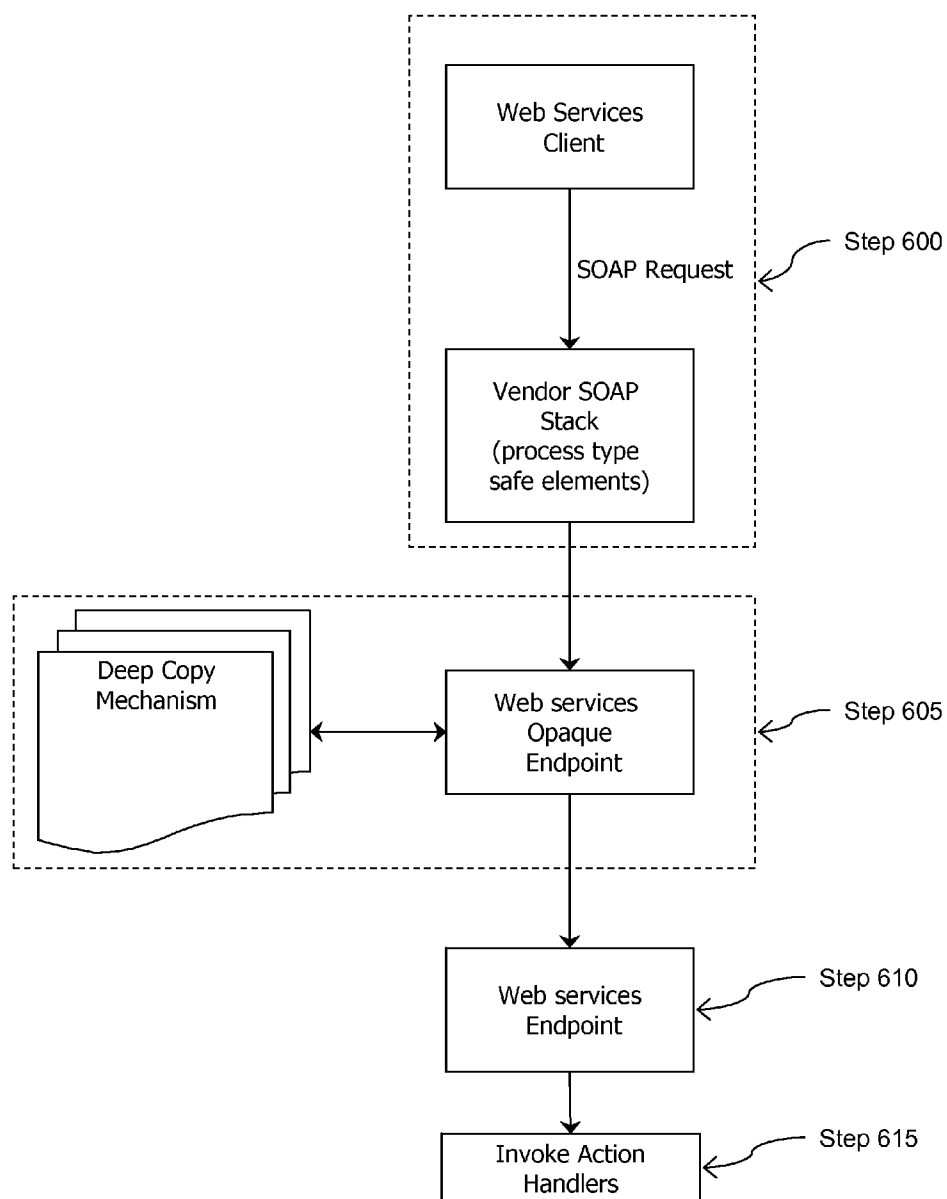 Web Services
Client
Step 600
SOAP Request
Vendor SOAP
Stack
(process type
safe elements)
Deep Copy
Mechanism
Web services
Opaque
Endpoint
Step 605
Web services
Endpoint
Step 610
Invoke Action
Handlers
Step 615